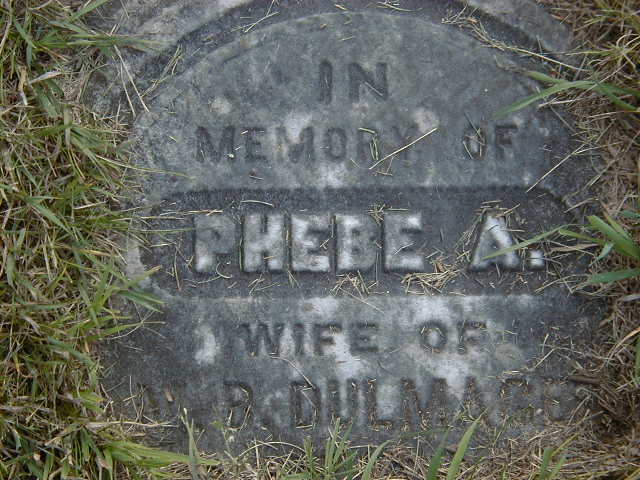 IN
MEMORY OF
PHEBE A.
WIFE OF
DULMAGE